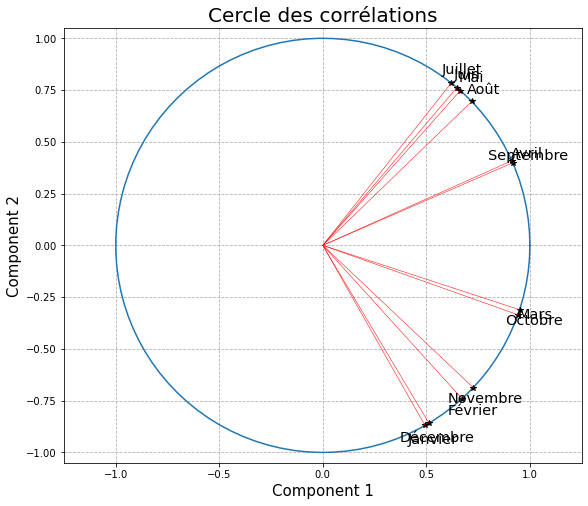 Cercle des corrélations
1.00
0.75
0.50
0.25
0.00
−0.25
−0.50
−0.75
−1.00
Component 2
Juillet
Juin
Mai
Août
Avril
Septembre
Mars
Octobre
Novembre
Février
Décembre
Janvier
−1.0
−0.5
0.0
0.5
1.0
Component 1